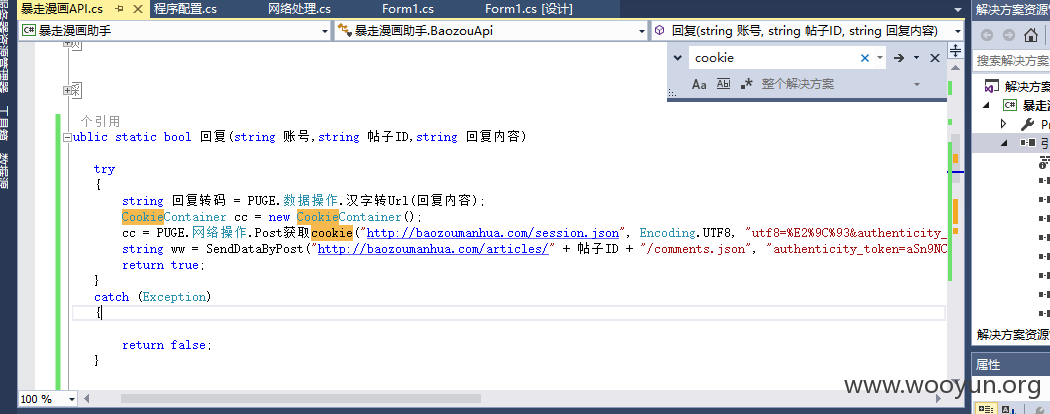 暴走漫画API.cs
程序配置.cs
网络处理.cs
Form1.cs
Form1.cs [设计]
解决方案资源
暴走漫画助手
暴走漫画助手.BaozouApi
回复(string 账号, string 帖子ID, string 回复内容)
cookie
Aa Ab 整个解决方案
搜索解决方案
解决方案
暴走
引
个引用
ublic static bool 回复(string 账号,string 帖子ID,string 回复内容)
try
{
string 回复转码 = PUGE.数据操作.汉字转Url(回复内容);
CookieContainer cc = new CookieContainer();
cc = PUGE.网络操作.Post获取cookie("http://baozoumanhua.com/session.json", Encoding.UTF8, "utf8=%E2%9C%93&authenticity_
string ww = SendDataByPost("http://baozoumanhua.com/articles/" + 帖子ID + "/comments.json", "authenticity_token=aSn9NC
return true;
}
catch (Exception)
{
return false;
}
解决方案资源
属性
100 %
工具箱
数据源
www.wooyun.org